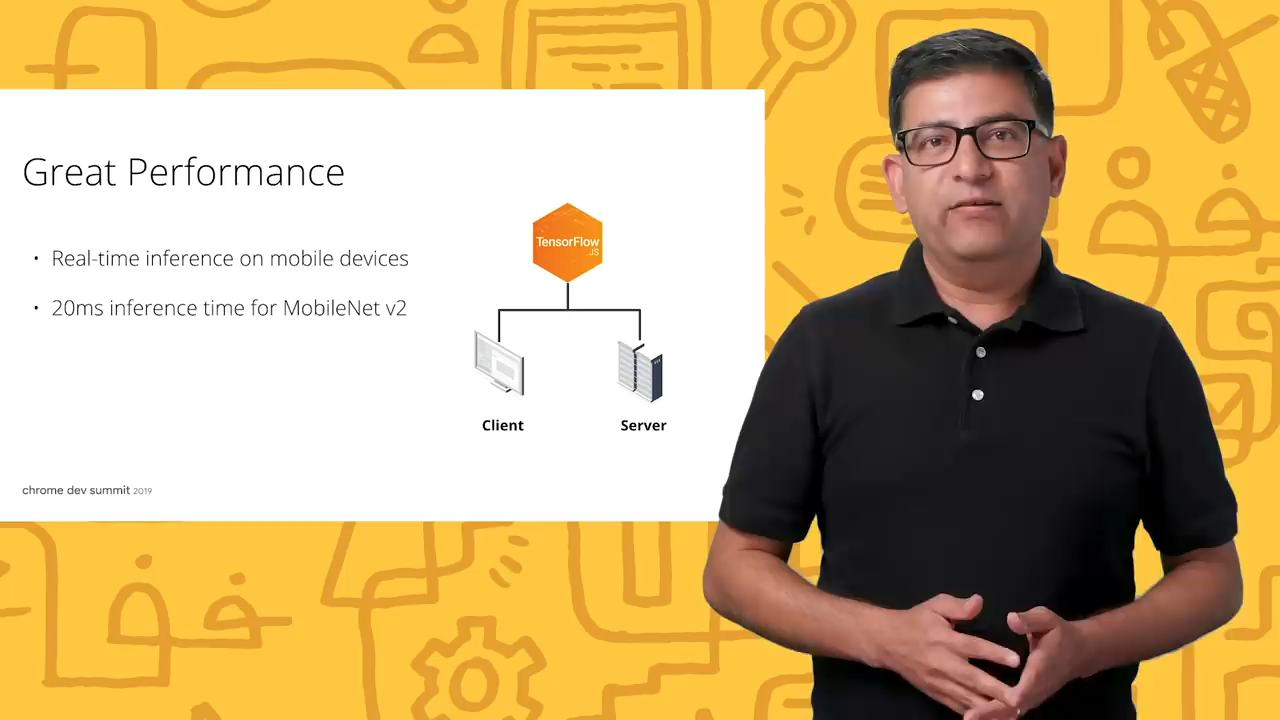 Great Performance
• Real-time inference on mobile devices
• 20ms inference time for MobileNet v2
TensorFlow
.JS
Client
Server
chrome dev summit 2019